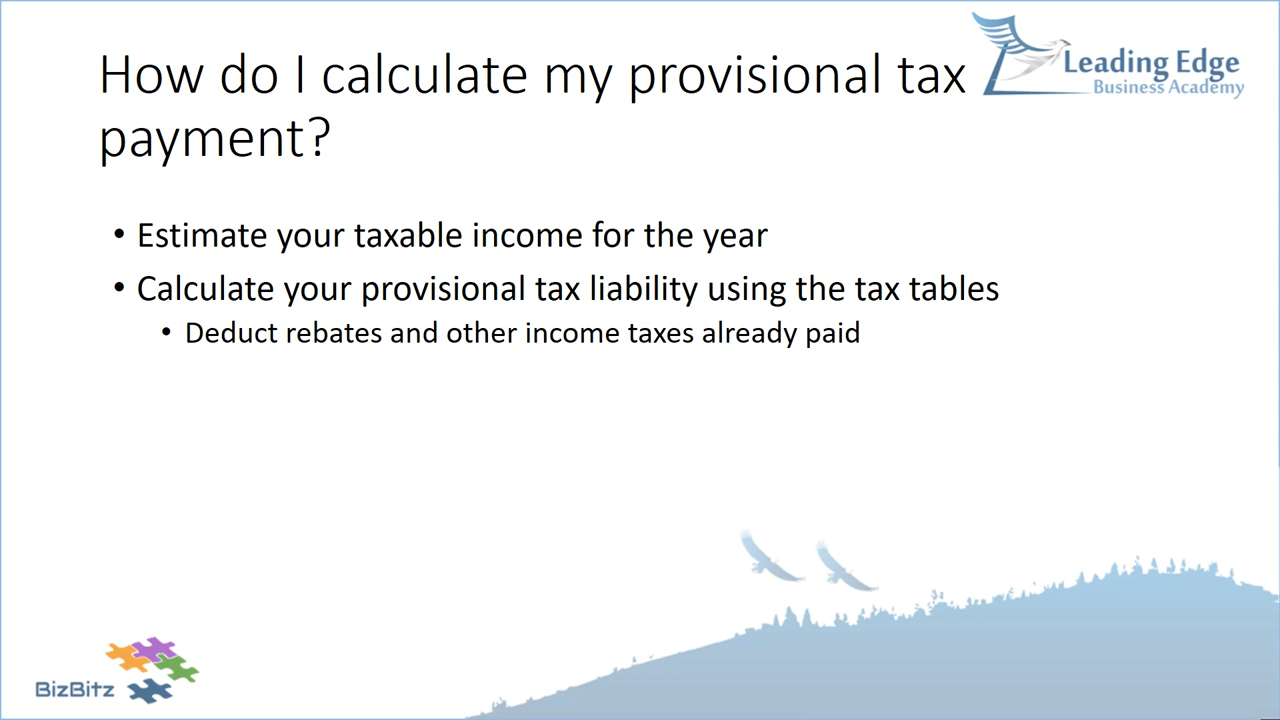 How do I calculate my provisional tax
payment?
Leading Edge
Business Academy
• Estimate your taxable income for the year
• Calculate your provisional tax liability using the tax tables
• Deduct rebates and other income taxes already paid
BizBitz